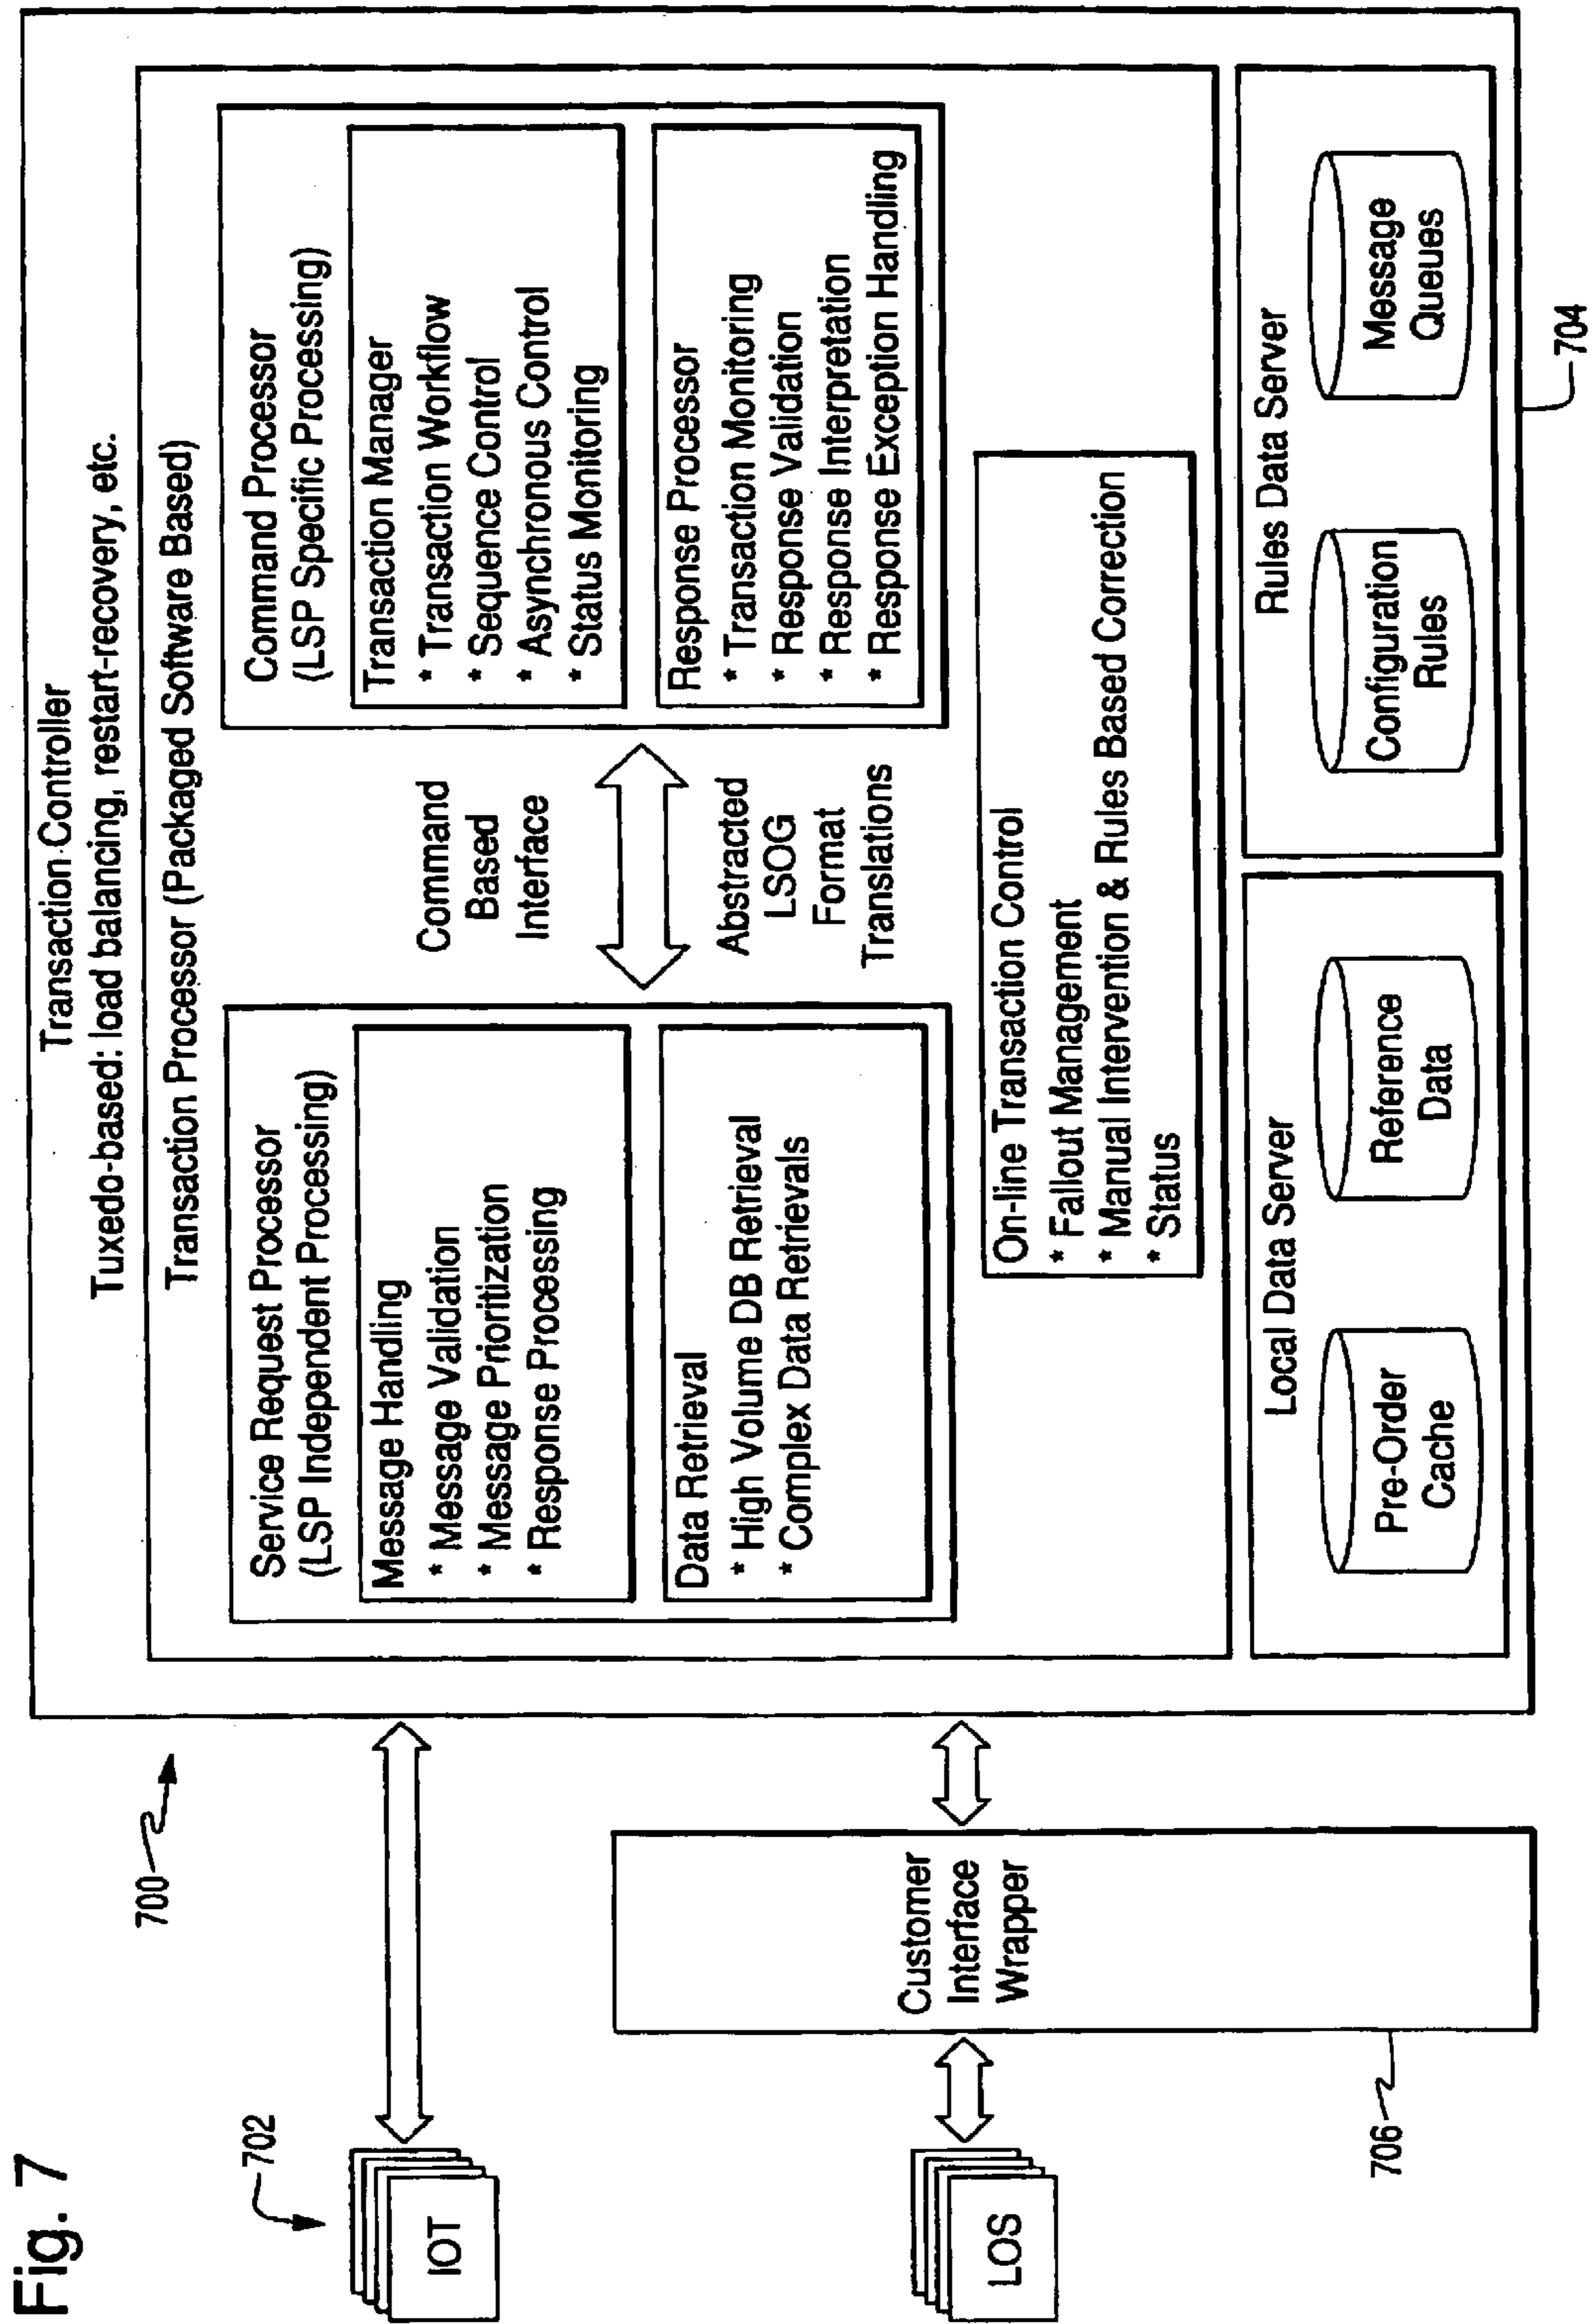 Fig. 7
700
702
IOT
LOS
Customer
Interface
Wrapper
706
Transaction Controller
Tuxedo-based: load balancing, restart-recovery, etc.
Transaction Processor (Packaged Software Based)
Service Request Processor
(LSP Independent Processing)
Message Handling
* Message Validation
* Message Prioritization
* Response Processing
Data Retrieval
* High Volume DB Retrieval
* Complex Data Retrievals
Command
Based
Interface
Abstracted
LSOG
Format
Translations
Command Processor
(LSP Specific Processing)
Transaction Manager
* Transaction Workflow
* Sequence Control
* Asynchronous Control
* Status Monitoring
Response Processor
* Transaction Monitoring
* Response Validation
* Response Interpretation
* Response Exception Handling
On-line Transaction Control
* Fallout Management
* Manual Intervention & Rules Based Correction
* Status
Local Data Server
Pre-Order
Cache
Reference
Data
Rules Data Server
Configuration
Rules
Message
Queues
704